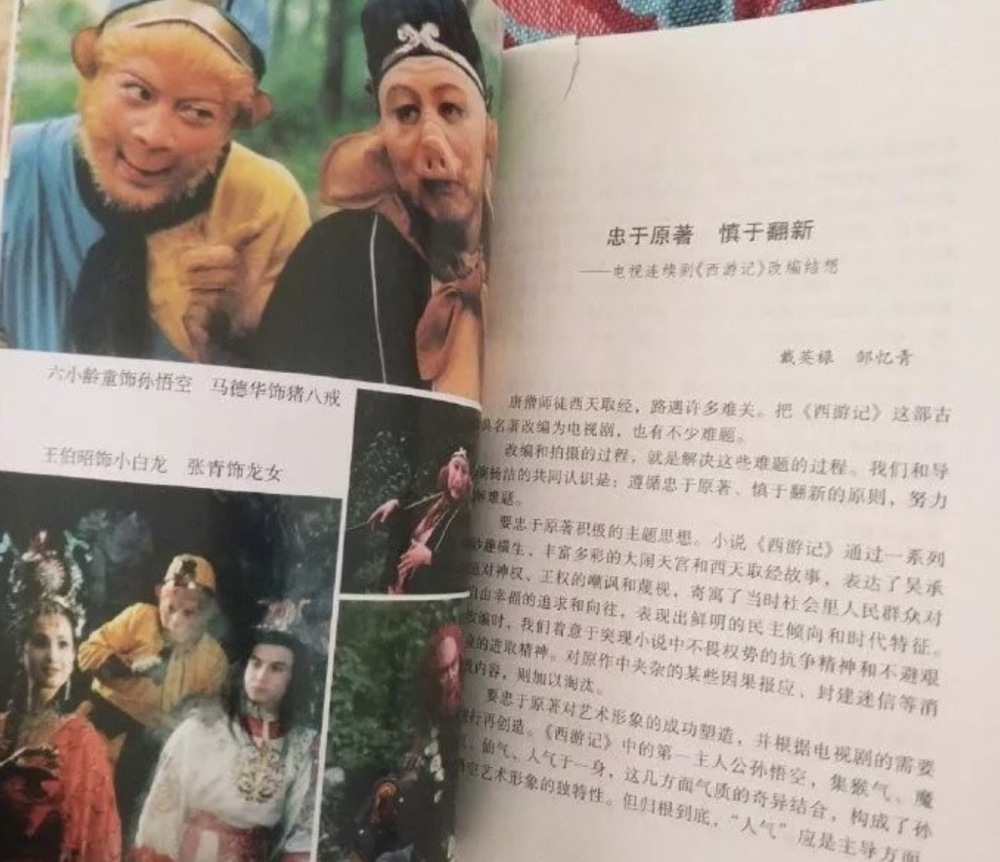 六小龄童饰孙悟空 马德华饰猪八戒
王伯昭饰小白龙 张青饰龙女
忠于原著 慎于翻新
——电视连续剧《西游记》改编结想
戴英禄 邹忆青
唐僧师徒西天取经，路遇许多难关。把《西游记》这部古
典名著改编为电视剧，也有不少难题。
改编和拍摄的过程，就是解决这些难题的过程。我们和导
演杨洁的共同认识是：遵循忠于原著、慎于翻新的原则，努力
解难题。
要忠于原著积极的主题思想。小说《西游记》通过一系列
妙趣横生、丰富多彩的大闹天宫和西天取经故事，表达了吴承
恩对神权、王权的嘲讽和蔑视，寄寓了当时社会里人民群众对
自由幸福的追求和向往，表现出鲜明的民主倾向和时代特征。
改编时，我们着意于突现小说中不畏权势的抗争精神和不避艰
险的进取精神。对原作中夹杂的某些因果报应、封建迷信等消
极内容，则加以淘汰。
要忠于原著对艺术形象的成功塑造，并根据电视剧的需要
进行再创造。《西游记》中的第一主人公孙悟空，集猴气、魔
气、仙气、人气于一身，这几方面气质的奇异结合，构成了孙
悟空艺术形象的独特性。但归根到底，“人气”应是主导方面